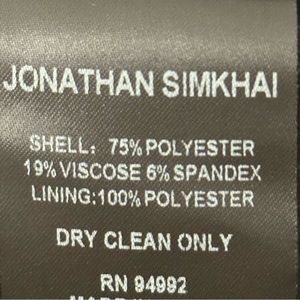 JONATHAN SIMKHAI
SHELL: 75% POLYESTER
19% VISCOSE 6% SPANDEX
LINING:100% POLYESTER
DRY CLEAN ONLY
RN 94992